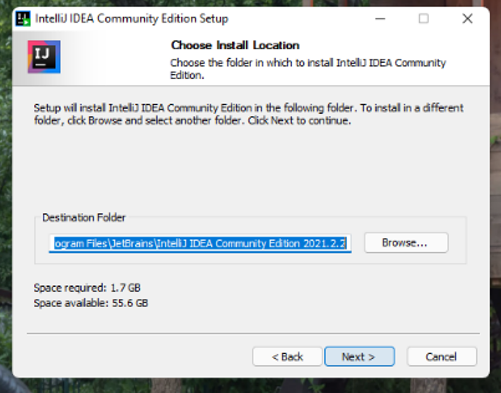 IntelliJ IDEA Community Edition Setup
IJ
Choose Install Location
Choose the folder in which to install IntelliJ IDEA Community
Edition.
Setup will install IntelliJ IDEA Community Edition in the following folder. To install in a different
folder, click Browse and select another folder. Click Next to continue.
Destination Folder
ogram Files\JetBrains\IntelliJ IDEA Community Edition 2021.2.2
Browse...
Space required: 1.7 GB
Space available: 55.6 GB
< Back
Next >
Cancel